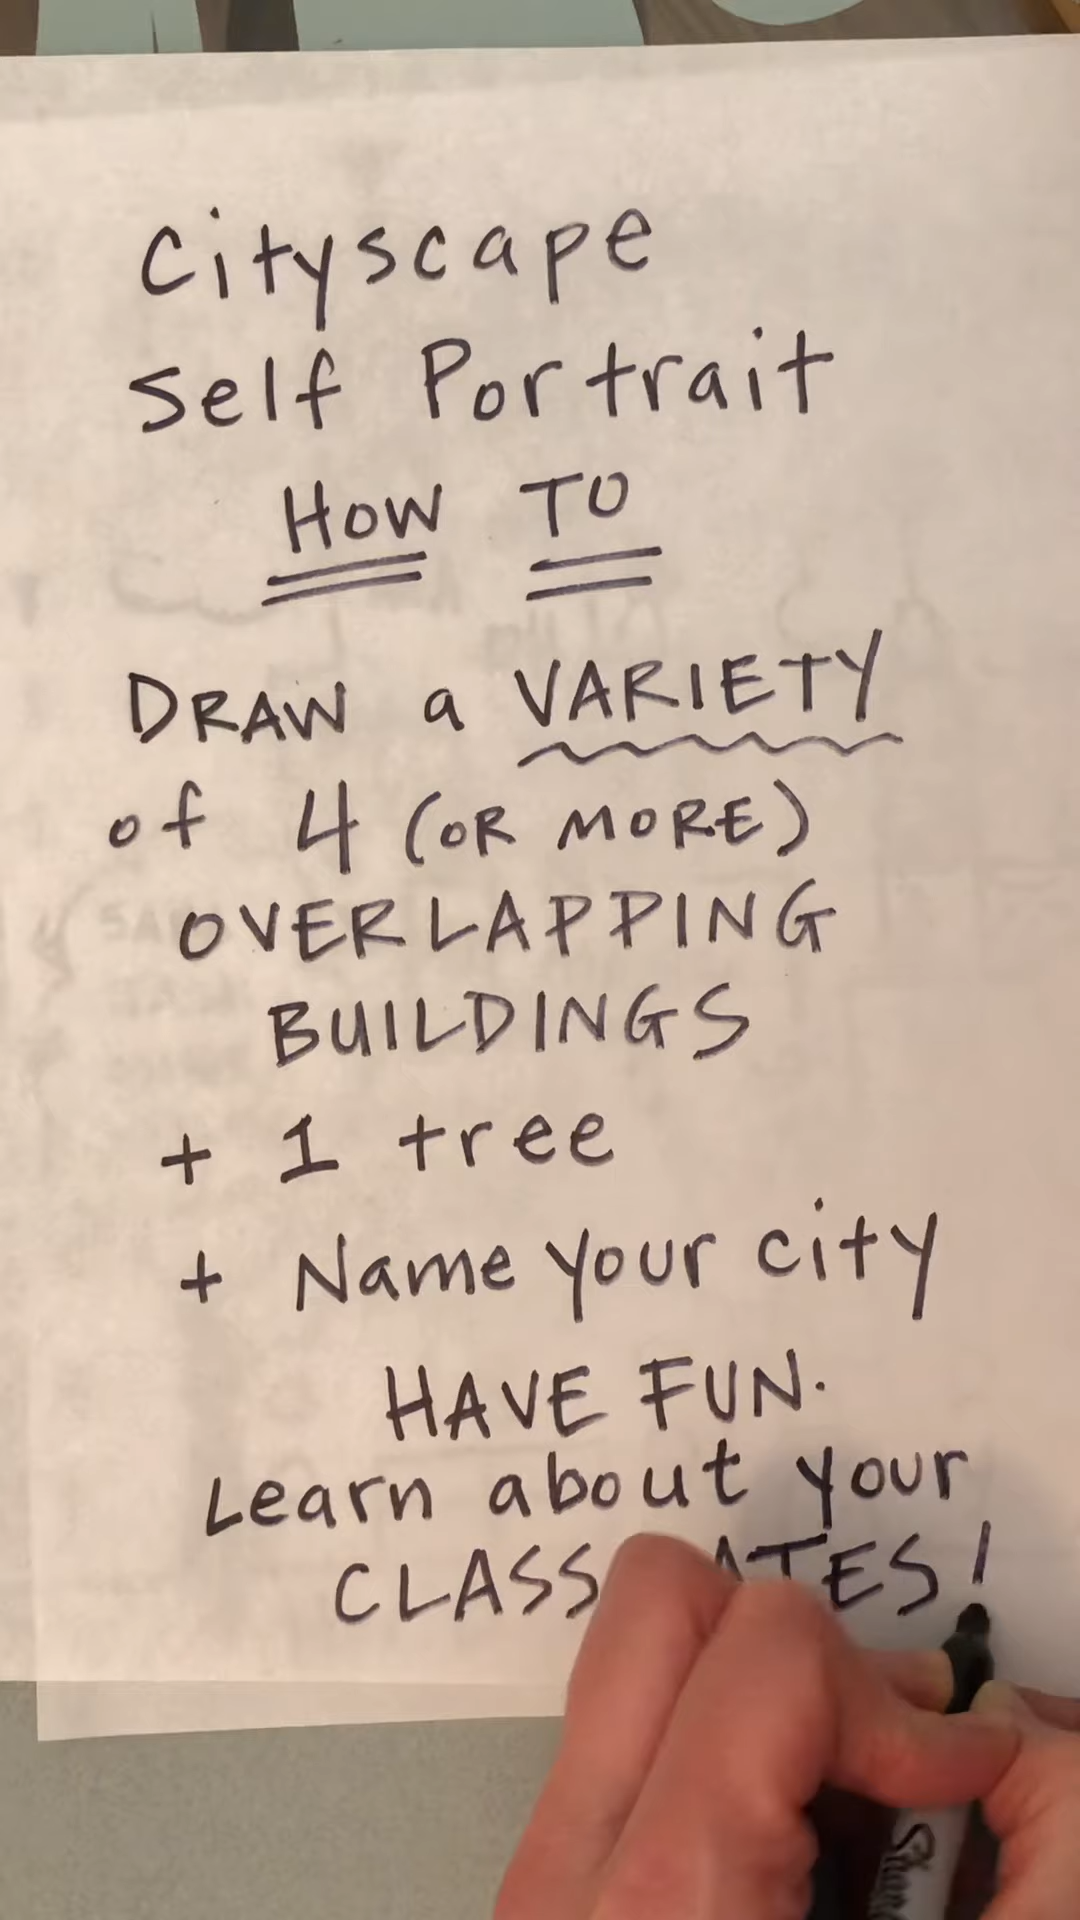 Cityscape
Self Portrait
HOW TO
DRAW a VARIETY
of 4 (OR MORE)
OVERLAPPING
BUILDINGS
+ 1 tree
+ Name your city
HAVE FUN.
Learn about your